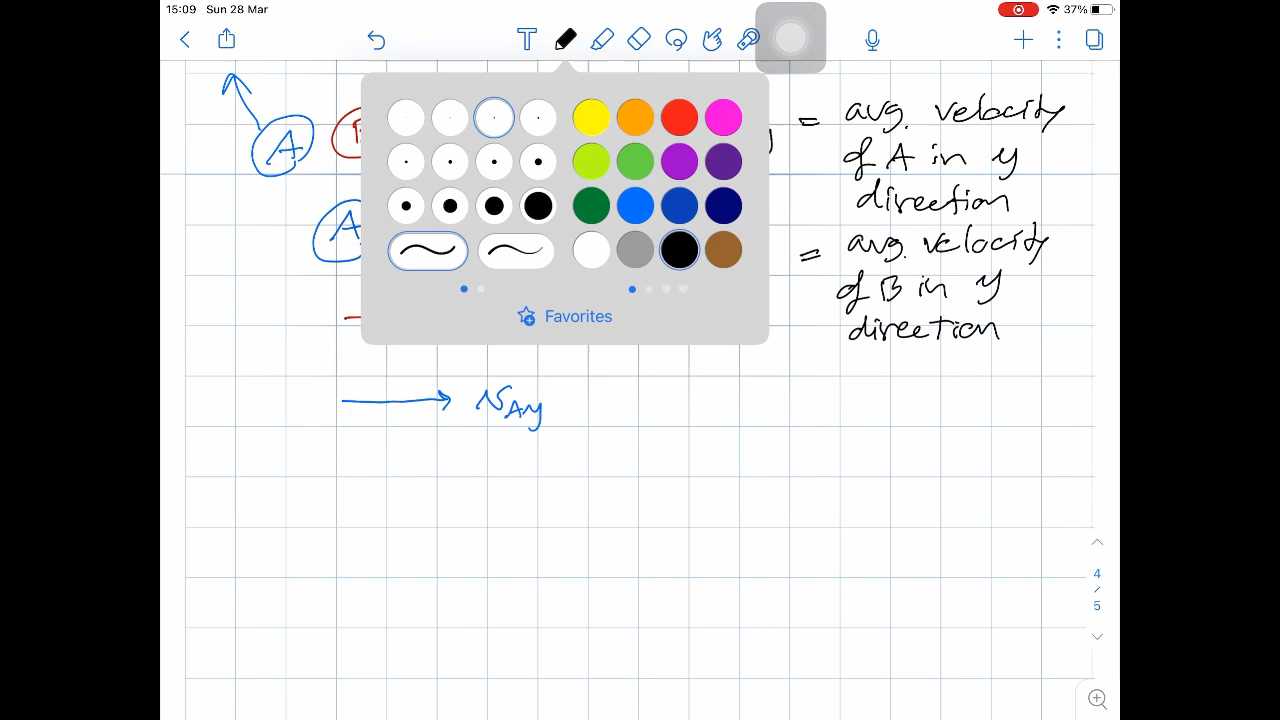 15:09 Sun 28 Mar
37%
T
= avg. velocity
of A in y
direction
A
A
= avg. velocity
of B in y
direction
Favorites
N_Ay
4
/
5